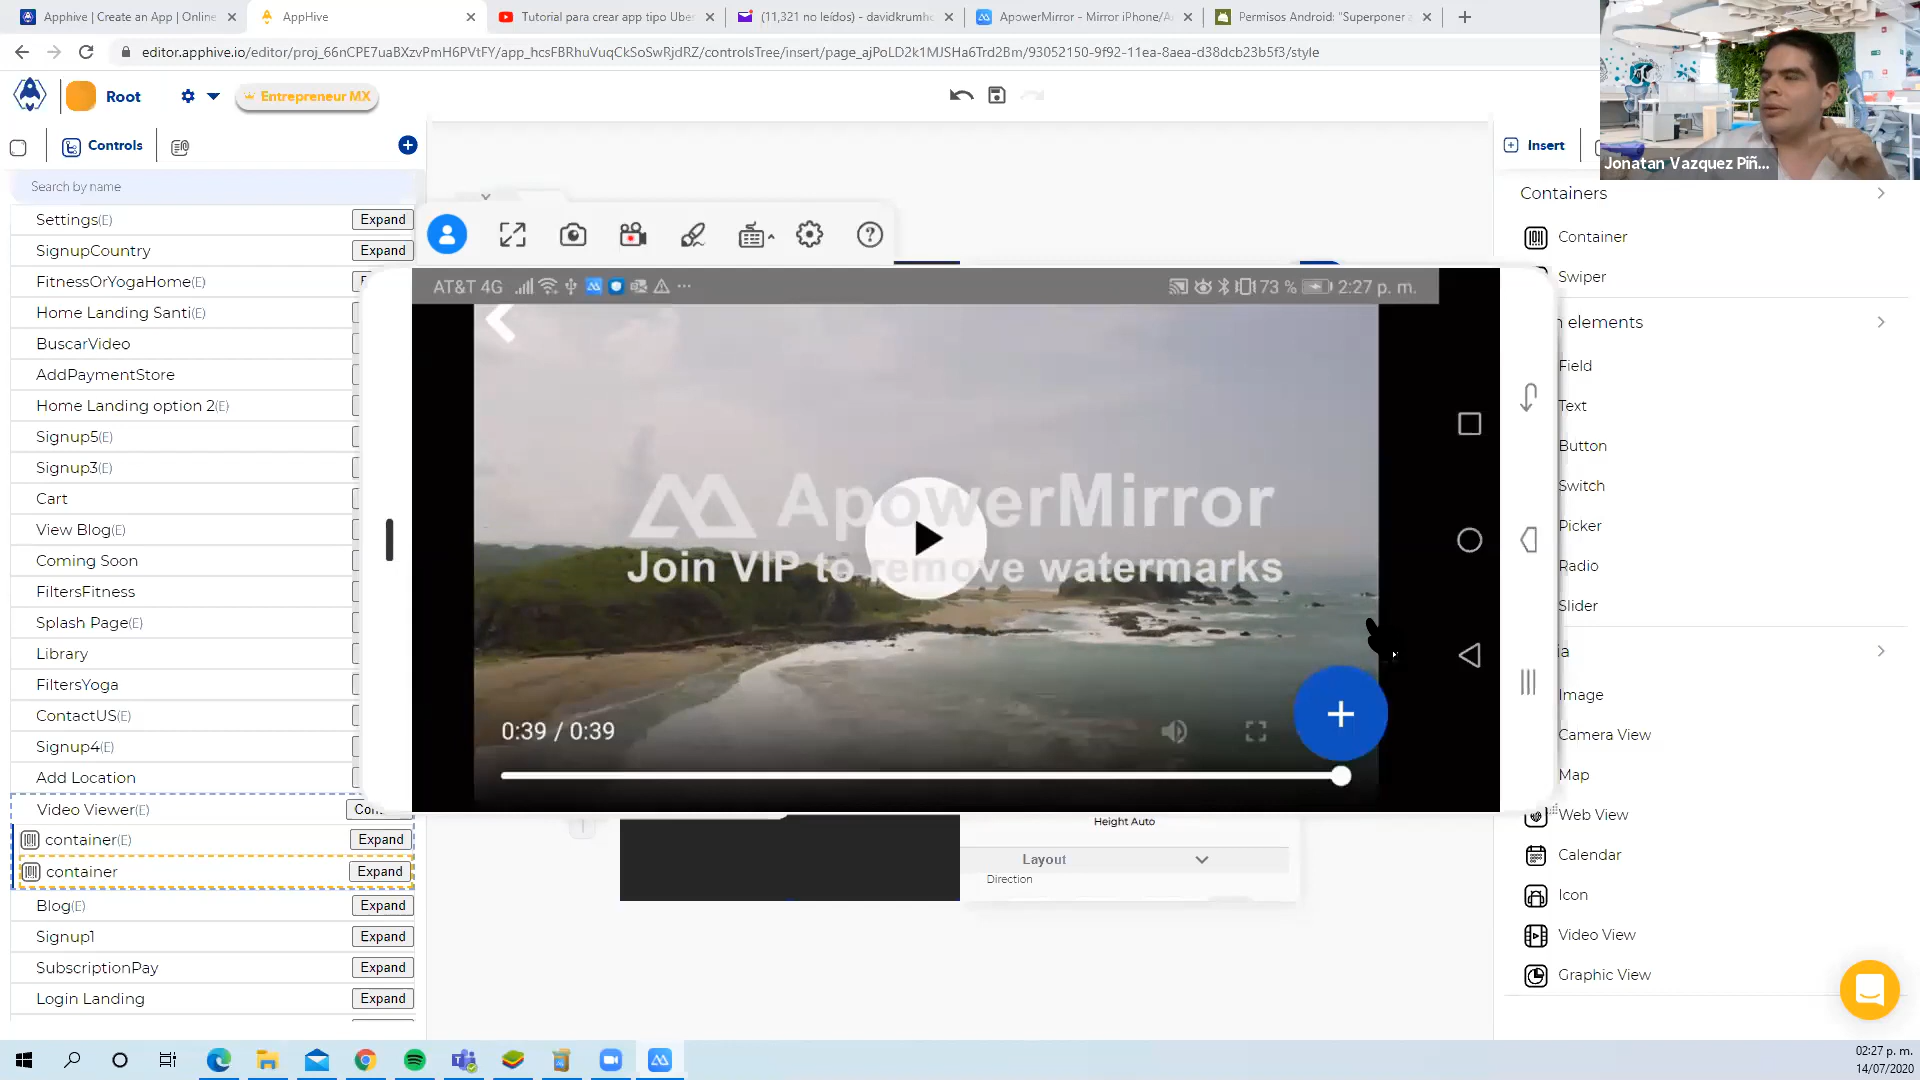 Apphive | Create an App | Online
AppHive
Tutorial para crear app tipo Uber
(11,321 no leídos) - davidkrumh
ApowerMirror - Mirror iPhone/A
Permisos Android: "Superponer
editor.apphive.io/editor/proj_66nCPE7uaBXzvPmH6PVtFY/app_hcsFBRhuVuqCkSoSwRjdRZ/controlsTree/insert/page_ajPoLD2k1MJSHa6Trd2Bm/93052150-9f92-11ea-8aea-d38dcb23b5f3/style
Root
Entrepreneur MX
Controls
Insert
Jonatan Vazquez Piñ...
Search by name
Settings(E) Expand
SignupCountry Expand
FitnessOrYogaHome(E)
Home Landing Santi(E)
BuscarVideo
AddPaymentStore
Home Landing option 2(E)
Signup5(E)
Signup3(E)
Cart
View Blog(E)
Coming Soon
FiltersFitness
Splash Page(E)
Library
FiltersYoga
ContactUS(E)
Signup4(E)
Add Location
Video Viewer(E)
container(E) Expand
container Expand
Blog(E) Expand
Signup1 Expand
SubscriptionPay Expand
Login Landing Expand
AT&T 4G
73 % 2:27 p. m.
ApowerMirror
Join VIP to remove watermarks
0:39 / 0:39
Height Auto
Layout
Direction
Containers
Container
Swiper
elements
Field
Text
Button
Switch
Picker
Radio
Slider
Image
Camera View
Map
Web View
Calendar
Icon
Video View
Graphic View
02:27 p. m.
14/07/2020